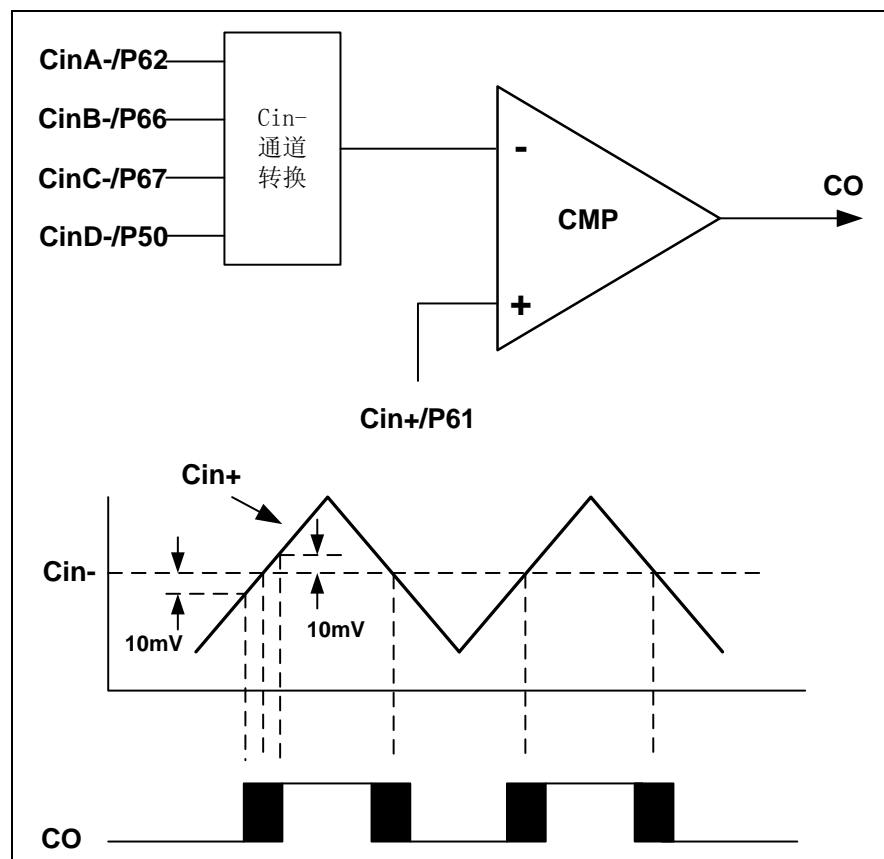 CinA-/P62
CinB-/P66
CinC-/P67
CinD-/P50
Cin-
通道
转换
-
CMP
+
CO
Cin+/P61
Cin+
Cin-
10mV
10mV
CO